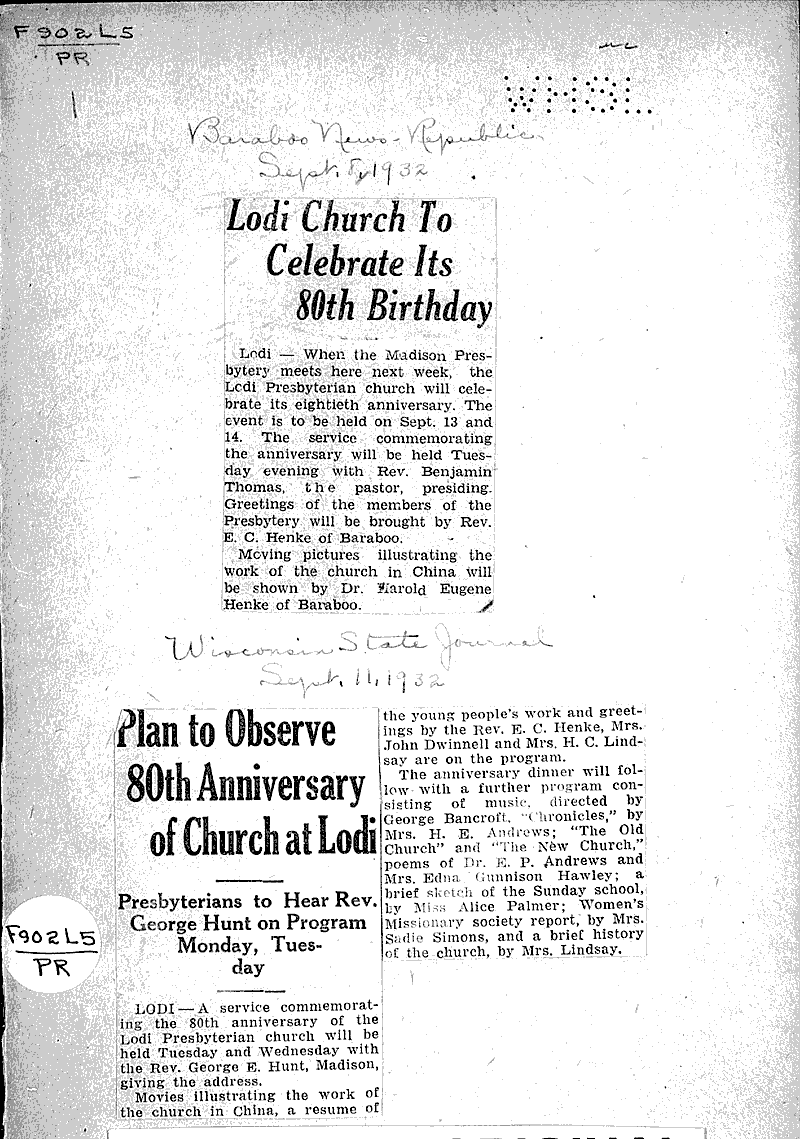 F902L5
PR
WHSL.
Baraboo News-Republic
Sept. 8, 1932
Lodi Church To
Celebrate Its
80th Birthday
Lodi — When the Madison Pres-
bytery meets here next week, the
Lodi Presbyterian church will cele-
brate its eightieth anniversary. The
event is to be held on Sept. 13 and
14. The service commemorating
the anniversary will be held Tues-
day evening with Rev. Benjamin
Thomas, the pastor, presiding.
Greetings of the members of the
Presbytery will be brought by Rev.
E. C. Henke of Baraboo.
Moving pictures illustrating the
work of the church in China will
be shown by Dr. Harold Eugene
Henke of Baraboo.
Wisconsin State Journal
Sept. 11, 1932
Plan to Observe
80th Anniversary
of Church at Lodi
Presbyterians to Hear Rev.
George Hunt on Program
Monday, Tues-
day
LODI—A service commemorat-
ing the 80th anniversary of the
Lodi Presbyterian church will be
held Tuesday and Wednesday with
the Rev. George E. Hunt, Madison,
giving the address.
Movies illustrating the work of
the church in China, a resume of
the young people's work and greet-
ings by the Rev. E. C. Henke, Mrs.
John Dwinnell and Mrs. H. C. Lind-
say are on the program.
The anniversary dinner will fol-
low with a further program con-
sisting of music, directed by
George Bancroft, "Chronicles," by
Mrs. H. E. Andrews; "The Old
Church" and "The New Church,"
poems of Dr. E. P. Andrews and
Mrs. Edna Gunnison Hawley; a
brief sketch of the Sunday school,
by Miss Alice Palmer; Women's
Missionary society report, by Mrs.
Sadie Simons, and a brief history
of the church, by Mrs. Lindsay.
F902L5
PR